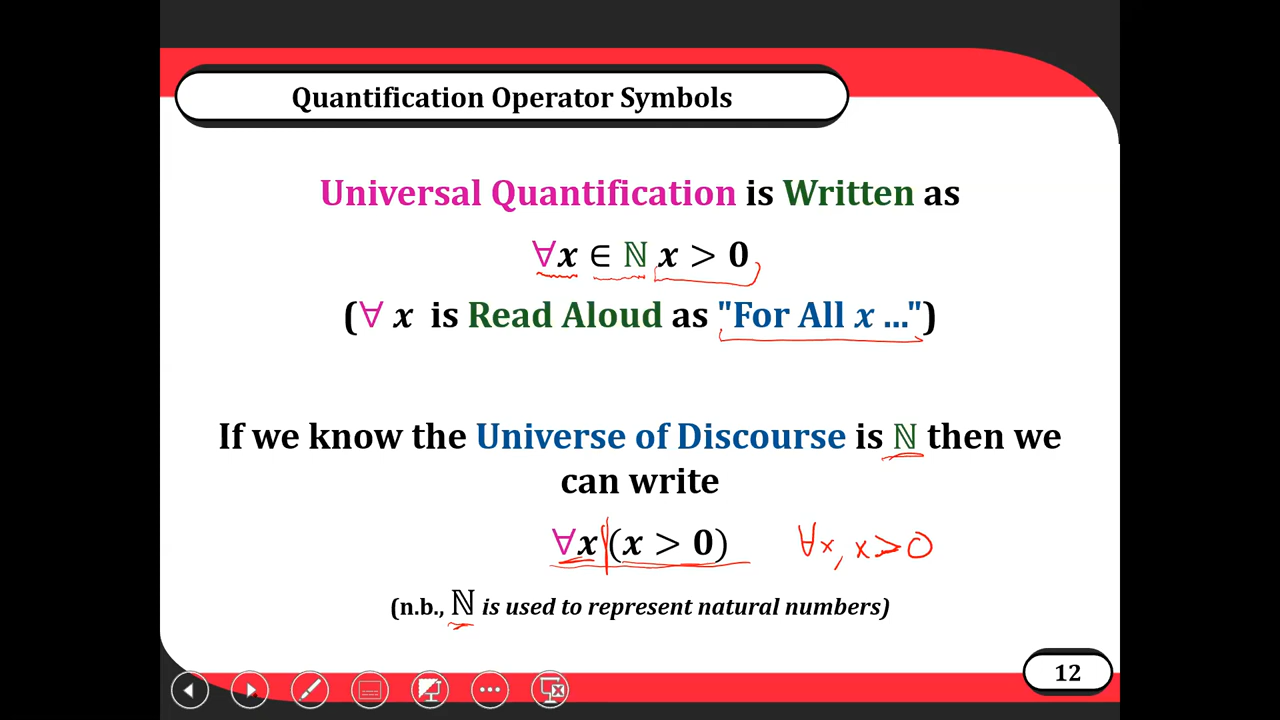 Quantification Operator Symbols
Universal Quantification is Written as
∀x ∈ ℕ x > 0
(∀ x is Read Aloud as "For All x ...")
If we know the Universe of Discourse is ℕ then we
can write
∀x (x > 0) ∀x, x > 0
(n.b., ℕ is used to represent natural numbers)
12